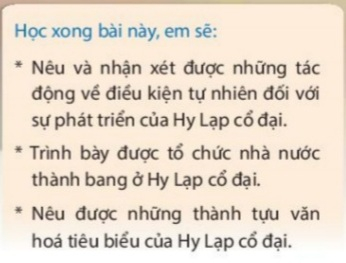 Học xong bài này, em sẽ:
* Nêu và nhận xét được những tác
động về điều kiện tự nhiên đối với
sự phát triển của Hy Lạp cổ đại.
* Trình bày được tổ chức nhà nước
thành bang ở Hy Lạp cổ đại.
* Nêu được những thành tựu văn
hoá tiêu biểu của Hy Lạp cổ đại.